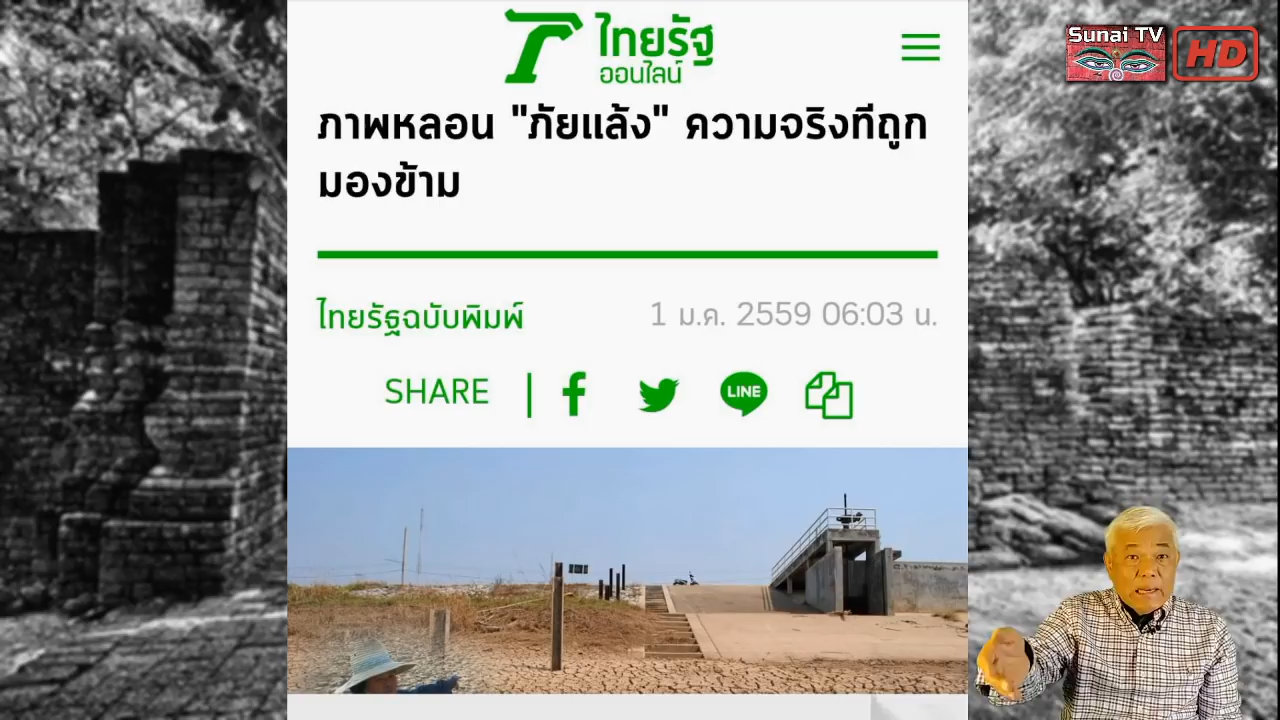 ไทยรัฐ
ออนไลน์
Sunai TV
HD
ภาพหลอน "ภัยแล้ง" ความจริงที่ถูก
มองข้าม
ไทยรัฐฉบับพิมพ์
1 ม.ค. 2559 06:03 น.
SHARE
LINE